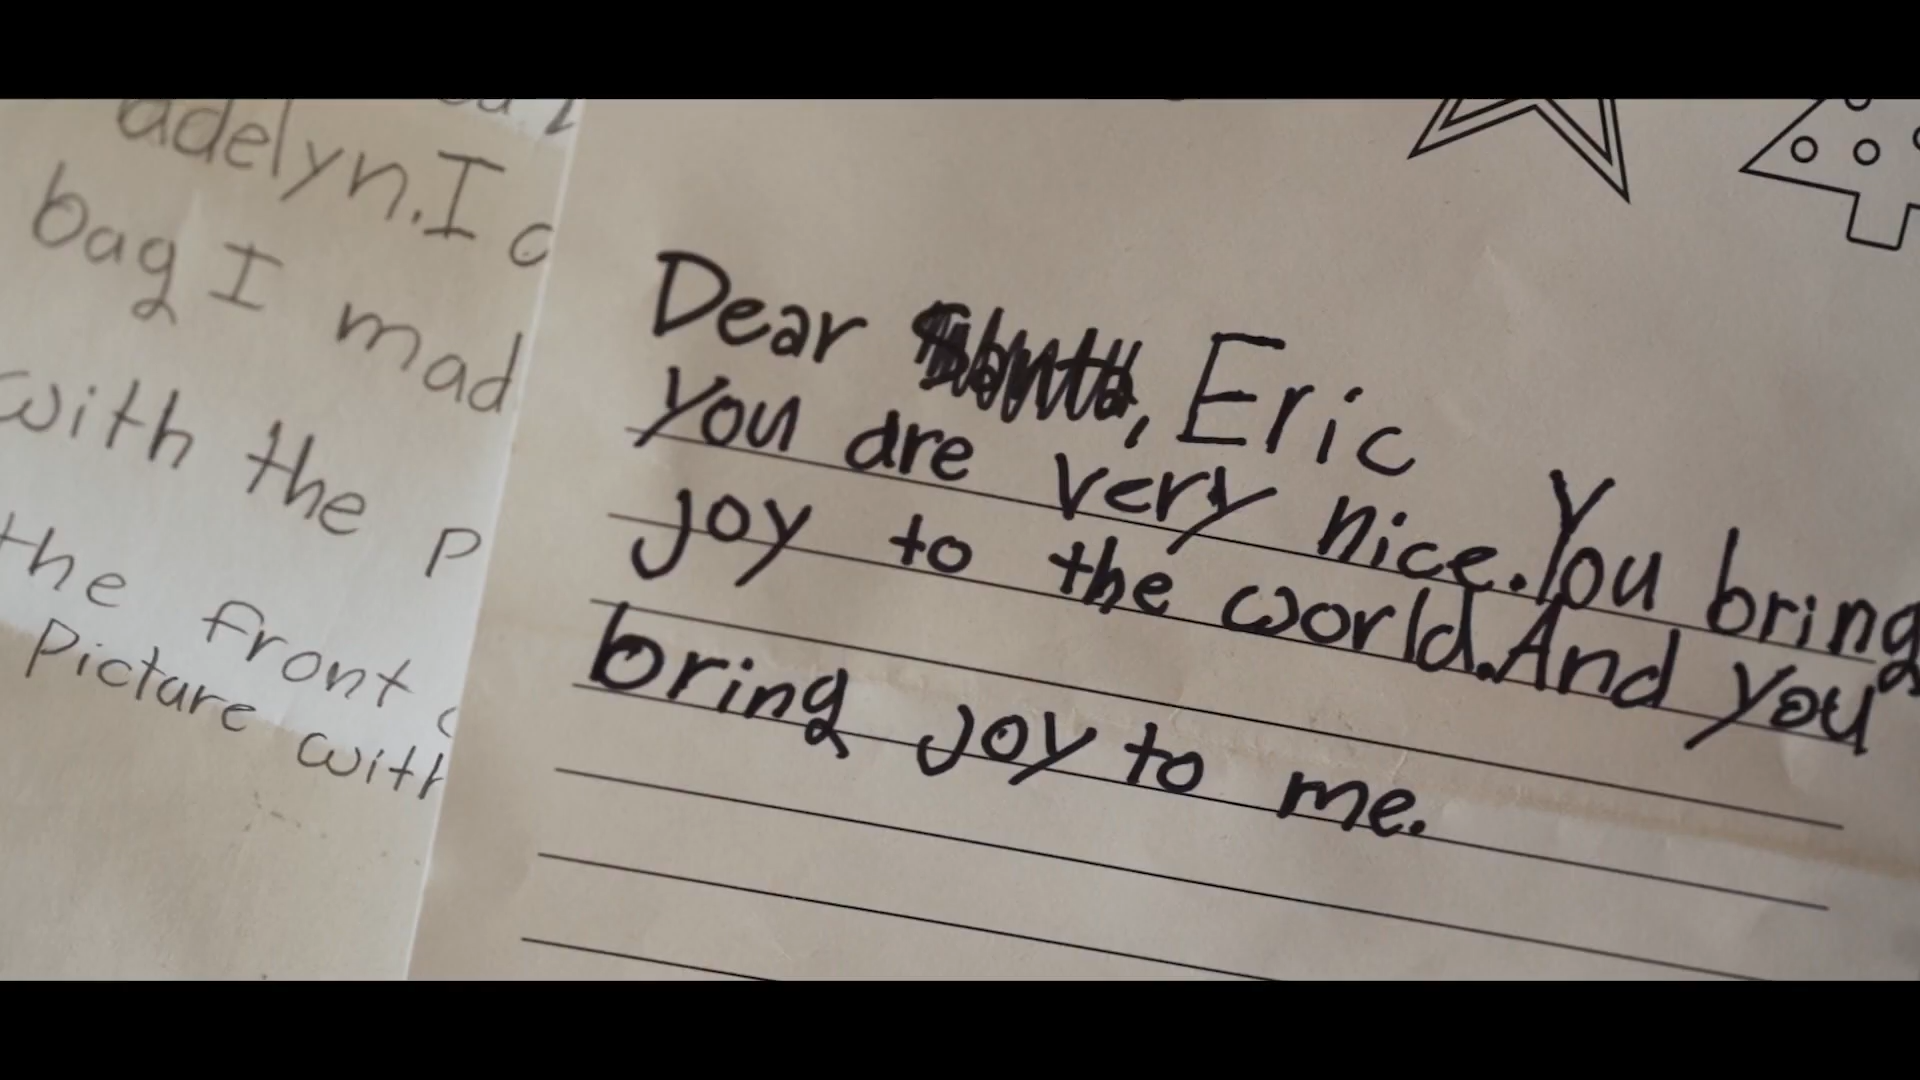 adelyn. I
bag I mad
with the p
the front
Picture with
Dear Santa, Eric
You are very nice. You bring
joy to the world. And you
bring joy to me.